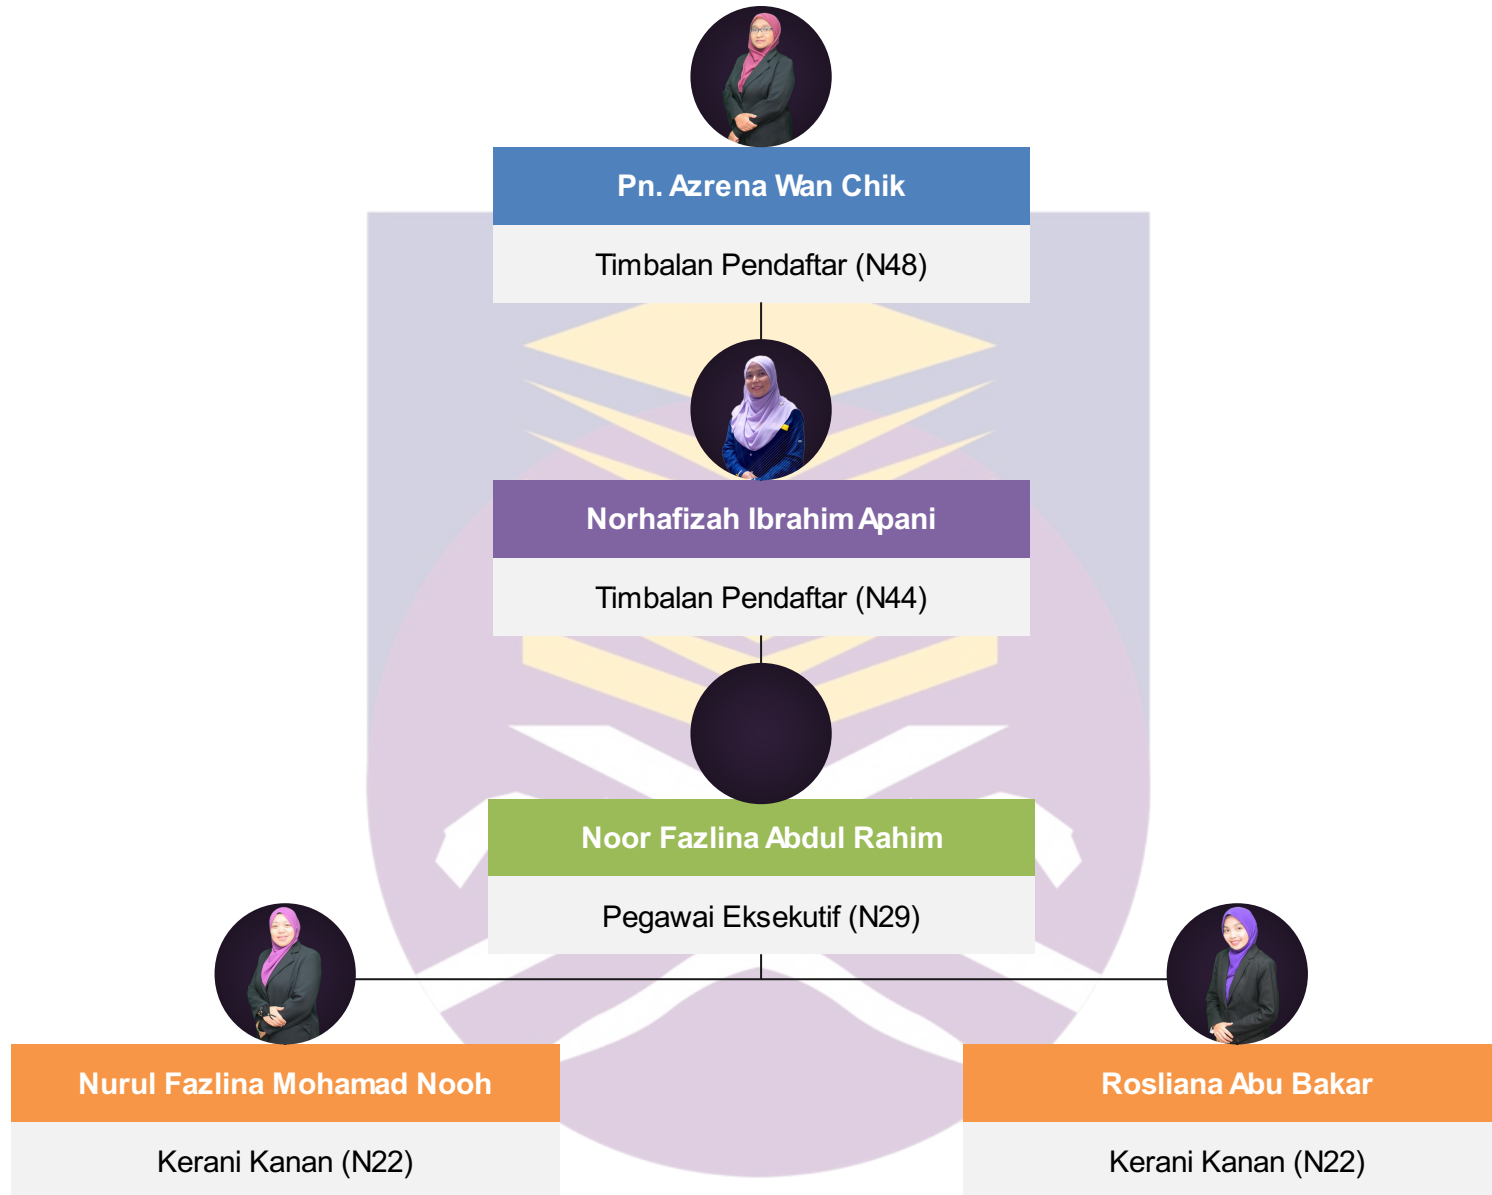 Pn. Azrena Wan Chik
Timbalan Pendaftar (N48)
Norhafizah Ibrahim Apani
Timbalan Pendaftar (N44)
Noor Fazlina Abdul Rahim
Pegawai Eksekutif (N29)
Nurul Fazlina Mohamad Nooh
Kerani Kanan (N22)
Rosliana Abu Bakar
Kerani Kanan (N22)